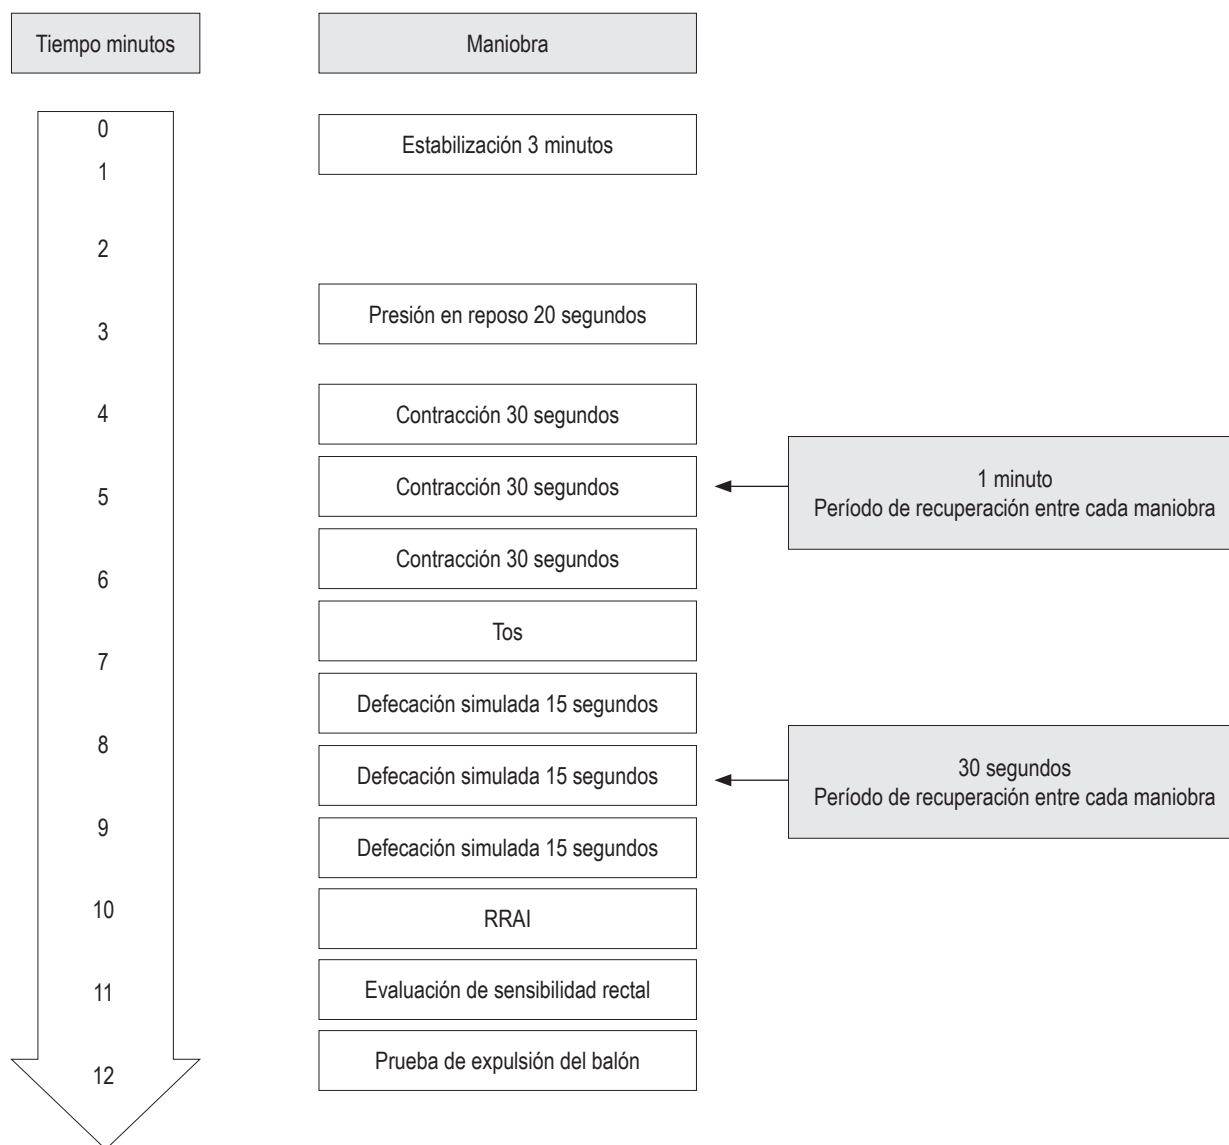 Tiempo minutos
Maniobra
0
Estabilización 3 minutos
1
2
Presión en reposo 20 segundos
3
4
Contracción 30 segundos
5
Contracción 30 segundos
1 minuto
Período de recuperación entre cada maniobra
Contracción 30 segundos
6
Tos
7
Defecación simulada 15 segundos
8
Defecación simulada 15 segundos
30 segundos
Período de recuperación entre cada maniobra
9
Defecación simulada 15 segundos
10
RRAI
11
Evaluación de sensibilidad rectal
12
Prueba de expulsión del balón